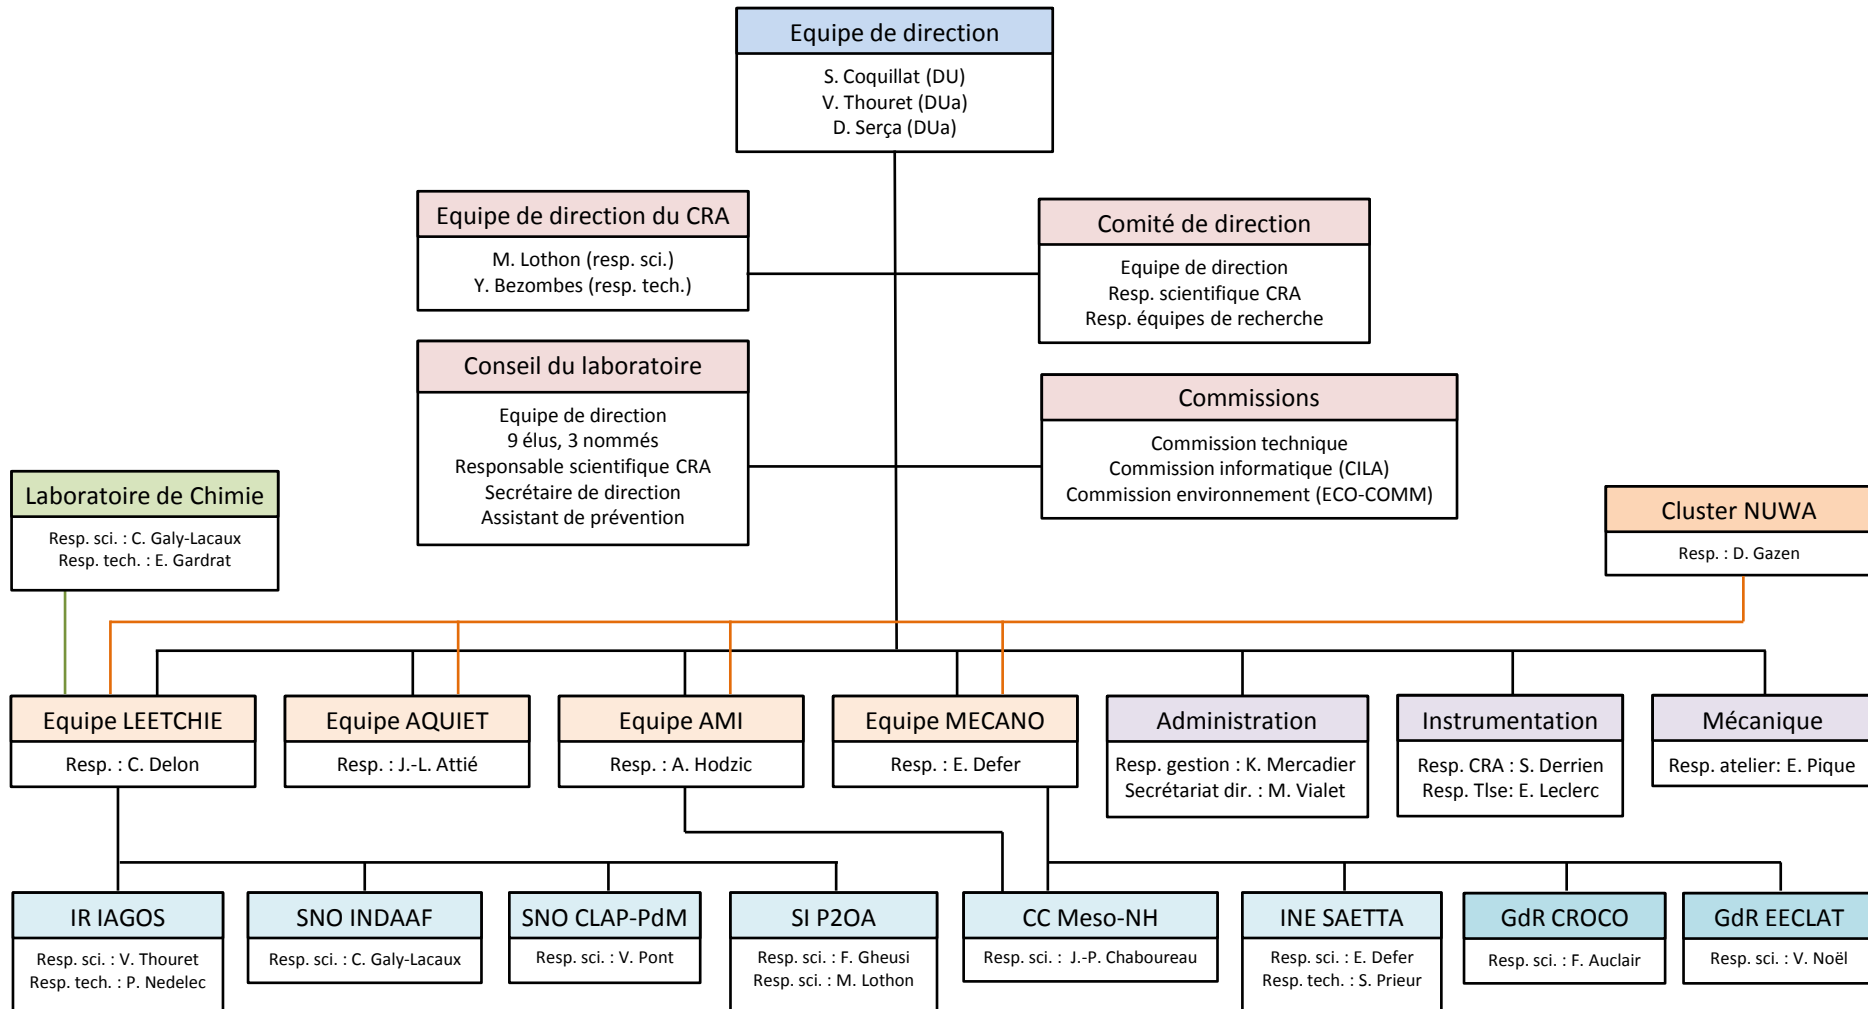 Equipe de direction
S. Coquillat (DU)
V. Thouret (DUa)
D. Serça (DUa)
Equipe de direction du CRA
M. Lothon (resp. sci.)
Y. Bezombes (resp. tech.)
Comité de direction
Equipe de direction
Resp. scientifique CRA
Resp. équipes de recherche
Conseil du laboratoire
Equipe de direction
9 élus, 3 nommés
Responsable scientifique CRA
Secrétaire de direction
Assistant de prévention
Commissions
Commission technique
Commission informatique (CILA)
Commission environnement (ECO-COMM)
Laboratoire de Chimie
Resp. sci. : C. Galy-Lacaux
Resp. tech. : E. Gardrat
Cluster NUWA
Resp. : D. Gazen
Equipe LEETCHIE
Resp. : C. Delon
Equipe AQUIET
Resp. : J.-L. Attié
Equipe AMI
Resp. : A. Hodzic
Equipe MECANO
Resp. : E. Defer
Administration
Resp. gestion : K. Mercadier
Secrétariat dir. : M. Vialet
Instrumentation
Resp. CRA : S. Derrien
Resp. Tlse: E. Leclerc
Mécanique
Resp. atelier: E. Pique
IR IAGOS
Resp. sci. : V. Thouret
Resp. tech. : P. Nedelec
SNO INDAAF
Resp. sci. : C. Galy-Lacaux
SNO CLAP-PdM
Resp. sci. : V. Pont
SI P2OA
Resp. sci. : F. Gheusi
Resp. sci. : M. Lothon
CC Meso-NH
Resp. sci. : J.-P. Chaboureau
INE SAETTA
Resp. sci. : E. Defer
Resp. tech. : S. Prieur
GdR CROCO
Resp. sci. : F. Auclair
GdR EECLAT
Resp. sci. : V. Noël